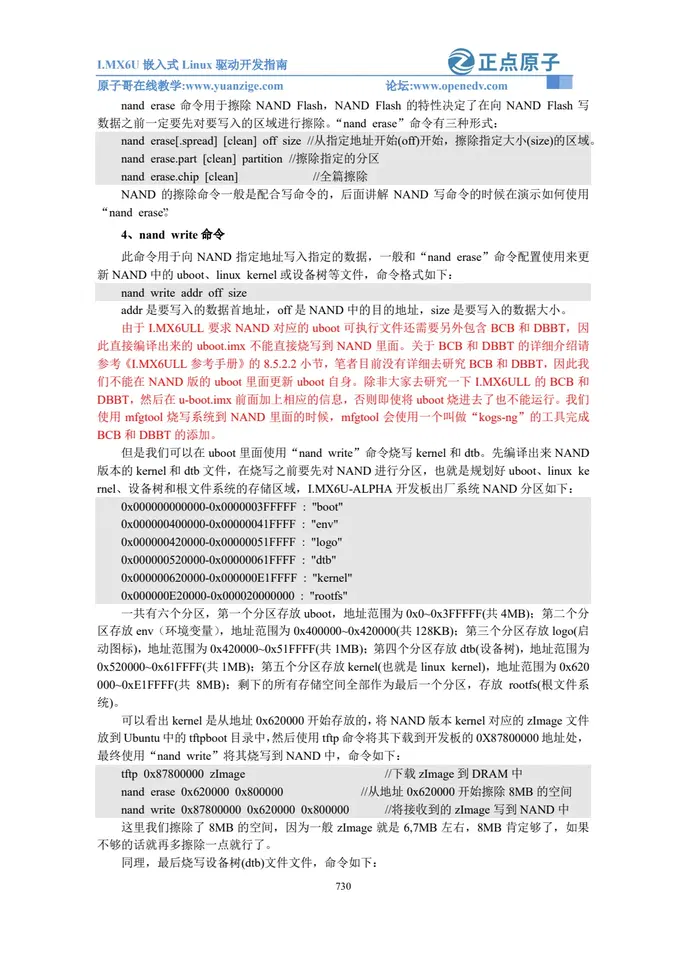 I.MX6U 嵌入式 Linux 驱动开发指南
正点原子
原子哥在线教学:www.yuanzige.com 论坛:www.openedv.com
nand erase 命令用于擦除 NAND Flash，NAND Flash 的特性决定了在向 NAND Flash 写
数据之前一定要先对要写入的区域进行擦除。“nand erase”命令有三种形式：
nand erase[.spread] [clean] off size //从指定地址开始(off)开始，擦除指定大小(size)的区域。
nand erase.part [clean] partition //擦除指定的分区
nand erase.chip [clean] //全篇擦除
NAND 的擦除命令一般是配合写命令的，后面讲解 NAND 写命令的时候在演示如何使用
“nand erase”。
4、nand write 命令
此命令用于向 NAND 指定地址写入指定的数据，一般和“nand erase”命令配置使用来更
新 NAND 中的 uboot、linux kernel 或设备树等文件，命令格式如下：
nand write addr off size
addr 是要写入的数据首地址，off 是 NAND 中的目的地址，size 是要写入的数据大小。
由于 I.MX6ULL 要求 NAND 对应的 uboot 可执行文件还需要另外包含 BCB 和 DBBT，因
此直接编译出来的 uboot.imx 不能直接烧写到 NAND 里面。关于 BCB 和 DBBT 的详细介绍请
参考《I.MX6ULL 参考手册》的 8.5.2.2 小节，笔者目前没有详细去研究 BCB 和 DBBT，因此我
们不能在 NAND 版的 uboot 里面更新 uboot 自身。除非大家去研究一下 I.MX6ULL 的 BCB 和
DBBT，然后在 u-boot.imx 前面加上相应的信息，否则即使将 uboot 烧进去了也不能运行。我们
使用 mfgtool 烧写系统到 NAND 里面的时候，mfgtool 会使用一个叫做“kogs-ng”的工具完成
BCB 和 DBBT 的添加。
但是我们可以在 uboot 里面使用“nand write”命令烧写 kernel 和 dtb。先编译出来 NAND
版本的 kernel 和 dtb 文件，在烧写之前要先对 NAND 进行分区，也就是规划好 uboot、linux ke
rnel、设备树和根文件系统的存储区域，I.MX6U-ALPHA 开发板出厂系统 NAND 分区如下：
0x000000000000-0x0000003FFFFF : "boot"
0x000000400000-0x00000041FFFF : "env"
0x000000420000-0x00000051FFFF : "logo"
0x000000520000-0x00000061FFFF : "dtb"
0x000000620000-0x000000E1FFFF : "kernel"
0x000000E20000-0x000020000000 : "rootfs"
一共有六个分区，第一个分区存放 uboot，地址范围为 0x0~0x3FFFFF(共 4MB)；第二个分
区存放 env（环境变量），地址范围为 0x400000~0x420000(共 128KB)；第三个分区存放 logo(启
动图标)，地址范围为 0x420000~0x51FFFF(共 1MB)；第四个分区存放 dtb(设备树)，地址范围为
0x520000~0x61FFFF(共 1MB)；第五个分区存放 kernel(也就是 linux kernel)，地址范围为 0x620
000~0xE1FFFF(共 8MB)；剩下的所有存储空间全部作为最后一个分区，存放 rootfs(根文件系
统)。
可以看出 kernel 是从地址 0x620000 开始存放的，将 NAND 版本 kernel 对应的 zImage 文件
放到 Ubuntu 中的 tftpboot 目录中，然后使用 tftp 命令将其下载到开发板的 0X87800000 地址处，
最终使用“nand write”将其烧写到 NAND 中，命令如下：
tftp 0x87800000 zImage //下载 zImage 到 DRAM 中
nand erase 0x620000 0x800000 //从地址 0x620000 开始擦除 8MB 的空间
nand write 0x87800000 0x620000 0x800000 //将接收到的 zImage 写到 NAND 中
这里我们擦除了 8MB 的空间，因为一般 zImage 就是 6,7MB 左右，8MB 肯定够了，如果
不够的话就再多擦除一点就行了。
同理，最后烧写设备树(dtb)文件文件，命令如下：
730